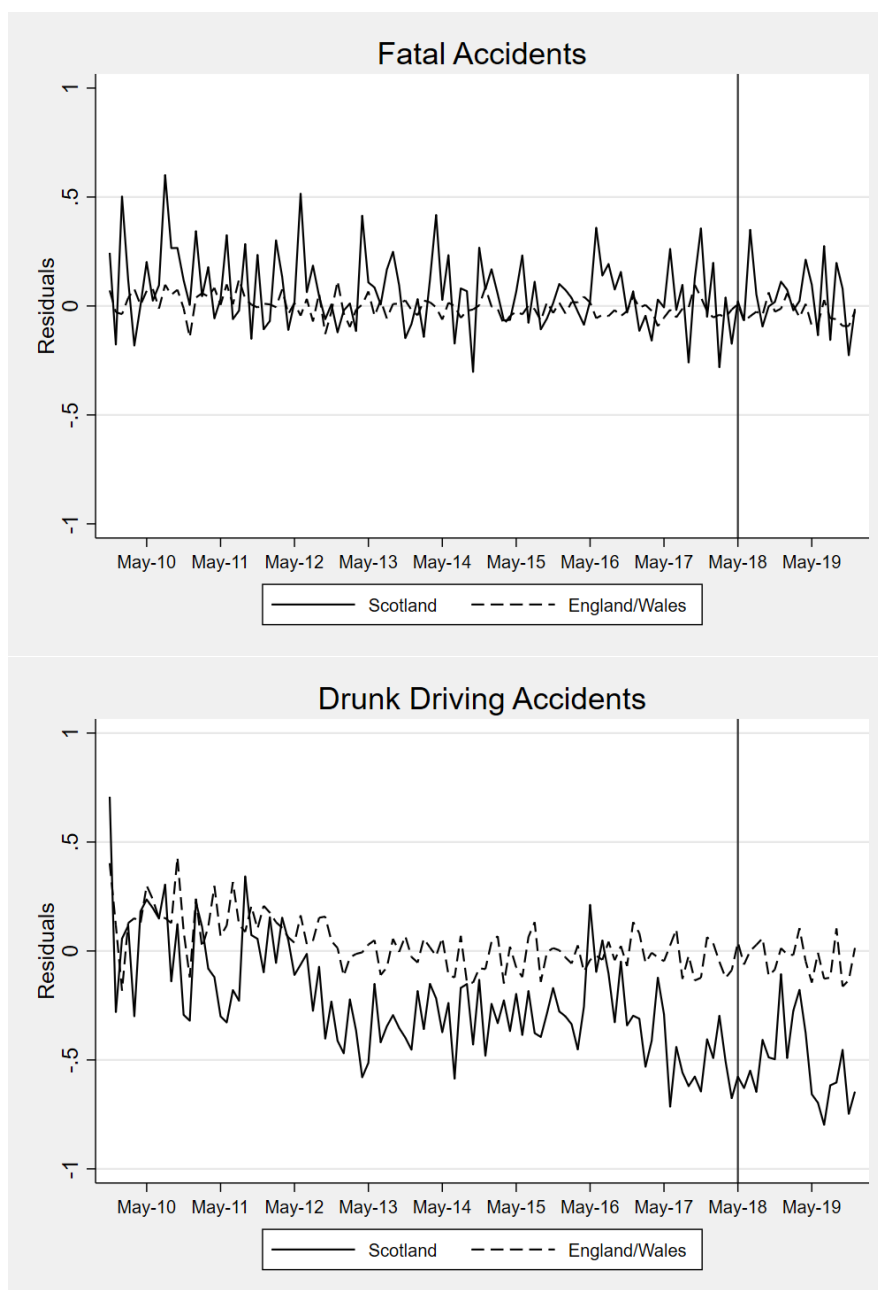 Fatal Accidents
Residuals
1
.5
0
-.5
-1
May-10 May-11 May-12 May-13 May-14 May-15 May-16 May-17 May-18 May-19
Scotland England/Wales
Drunk Driving Accidents
Residuals
1
.5
0
-.5
-1
May-10 May-11 May-12 May-13 May-14 May-15 May-16 May-17 May-18 May-19
Scotland England/Wales